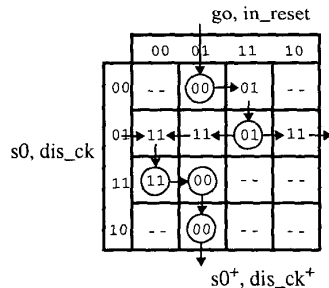 go, in_reset
00 01 11 10
00 -- 00 01 --
01 11 11 01 11
s0, dis_ck
11 11 00 -- --
10 -- 00 -- --
s0+, dis_ck+